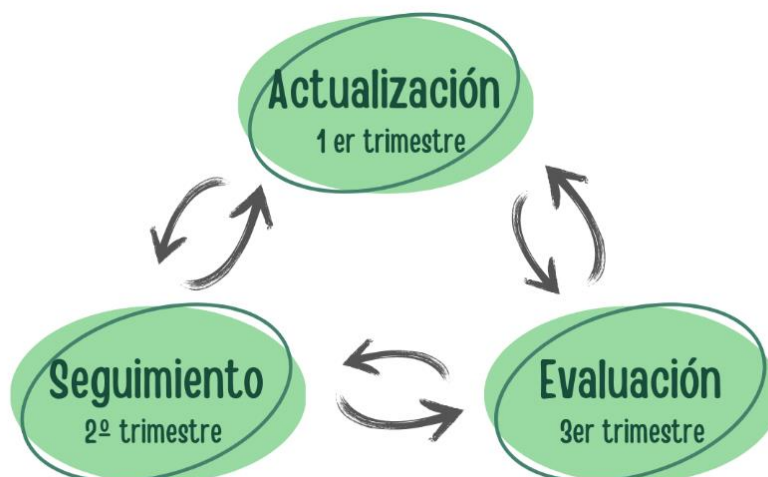 Actualización
1 er trimestre
Seguimiento
2º trimestre
Evaluación
3er trimestre